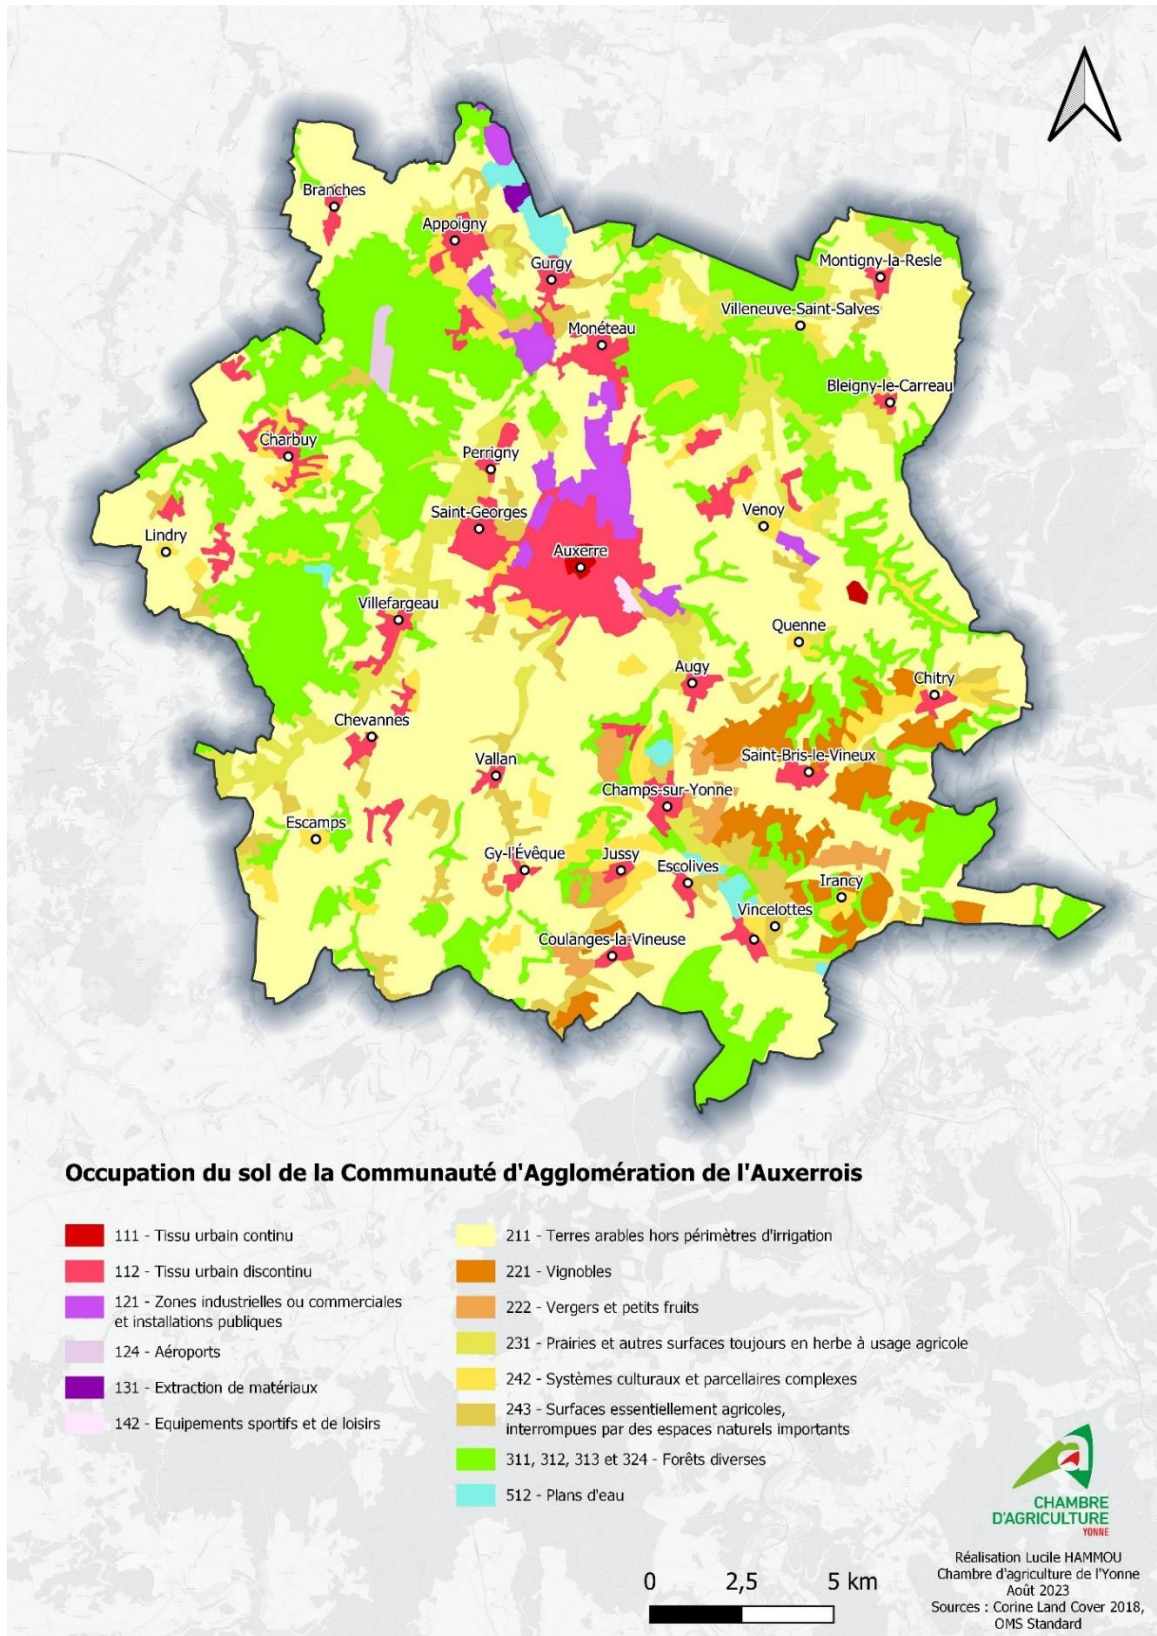 Branches
Appoigny
Gurgy
Montigny-la-Resle
Villeneuve-Saint-Salves
Monéteau
Bleigny-le-Carreau
Charbuy
Perrigny
Saint-Georges
Venoy
Lindry
Auxerre
Villefargeau
Quenne
Augy
Chitry
Chevannes
Vallan
Saint-Bris-le-Vineux
Champs-sur-Yonne
Escamps
Gy-l'Évêque
Jussy
Escolives
Irancy
Vincelottes
Coulanges-la-Vineuse
Occupation du sol de la Communauté d'Agglomération de l'Auxerrois
111 - Tissu urbain continu
112 - Tissu urbain discontinu
121 - Zones industrielles ou commerciales
et installations publiques
124 - Aéroports
131 - Extraction de matériaux
142 - Equipements sportifs et de loisirs
211 - Terres arables hors périmètres d'irrigation
221 - Vignobles
222 - Vergers et petits fruits
231 - Prairies et autres surfaces toujours en herbe à usage agricole
242 - Systèmes culturaux et parcellaires complexes
243 - Surfaces essentiellement agricoles,
interrompues par des espaces naturels importants
311, 312, 313 et 324 - Forêts diverses
512 - Plans d'eau
CHAMBRE
D'AGRICULTURE
YONNE
Réalisation Lucile HAMMOU
Chambre d'agriculture de l'Yonne
Août 2023
Sources : Corine Land Cover 2018,
OMS Standard
0 2,5 5 km